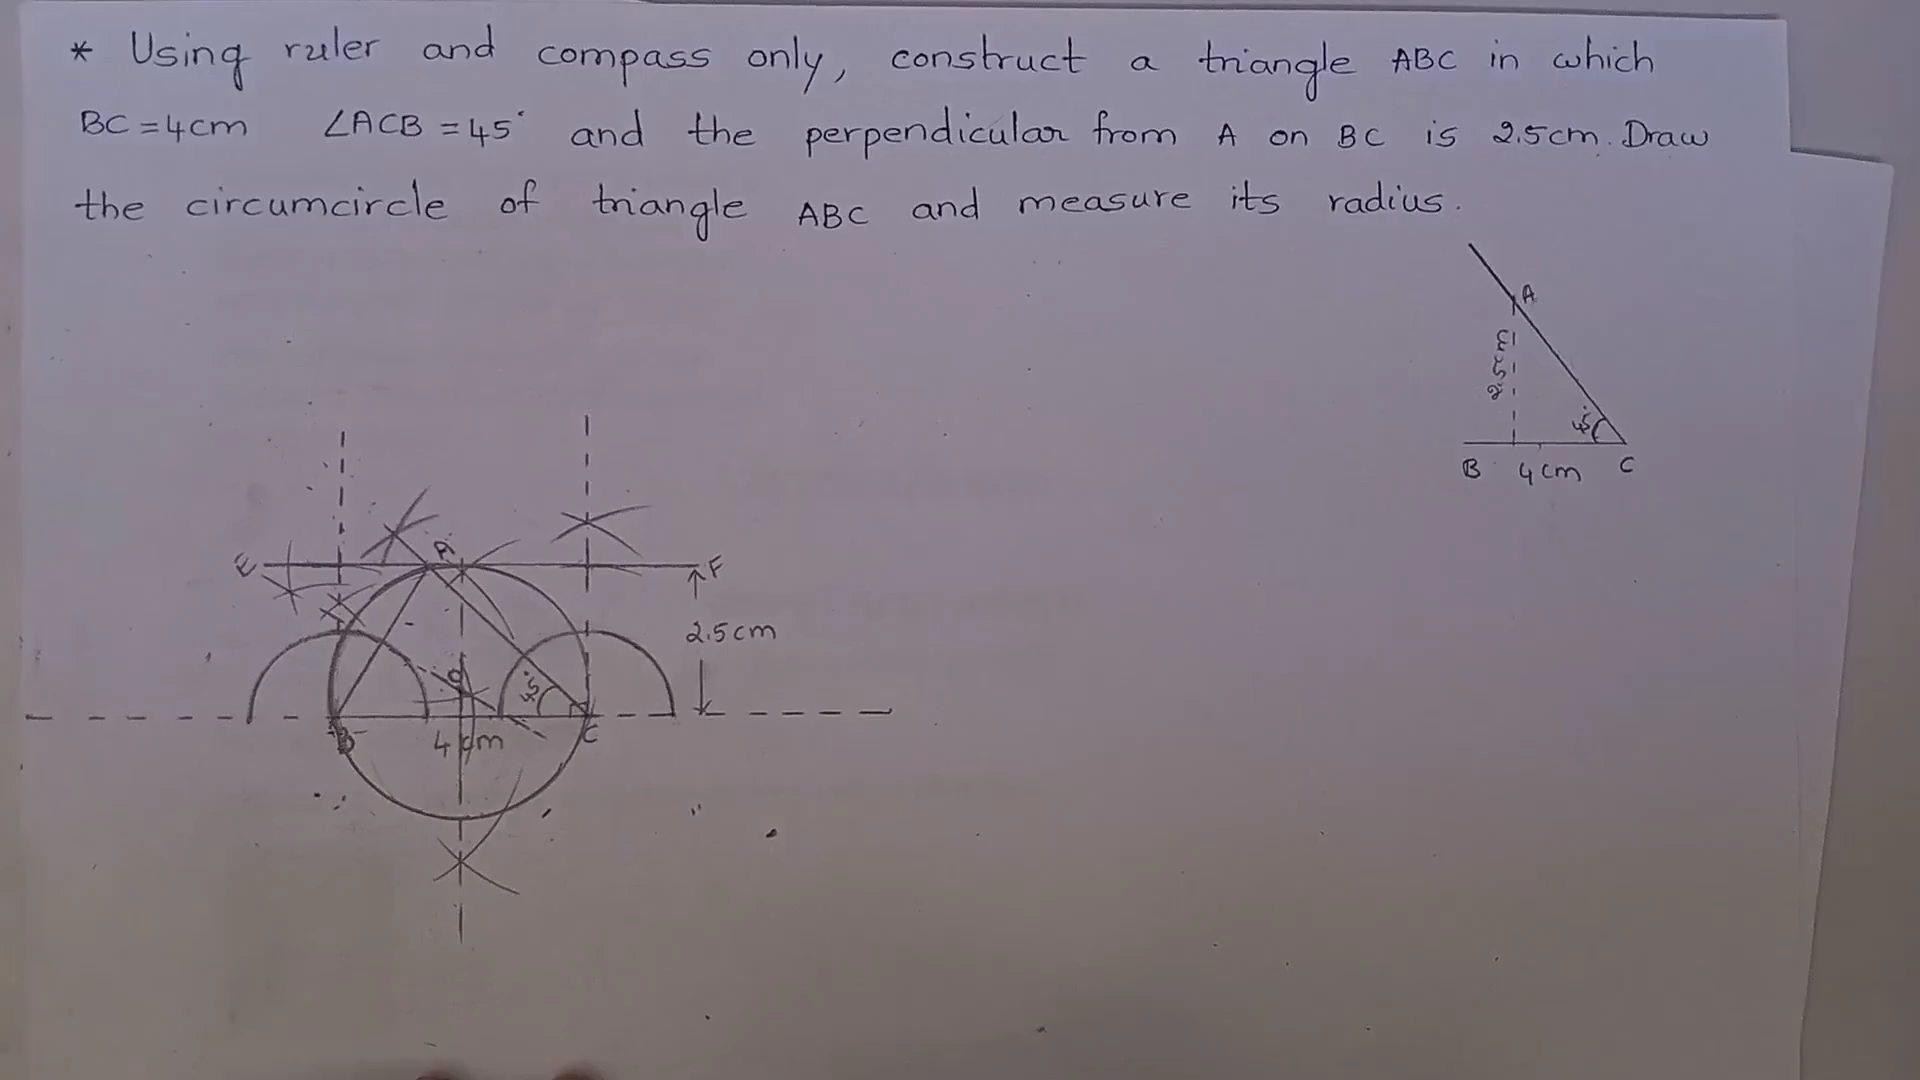 * Using ruler and compass only, construct a triangle ABC in which
BC = 4cm ∠ACB = 45° and the perpendicular from A on BC is 2.5cm. Draw
the circumcircle of triangle ABC and measure its radius.
A
2.5cm
45°
B 4cm C
E A F
2.5cm
O 45°
B 4cm C